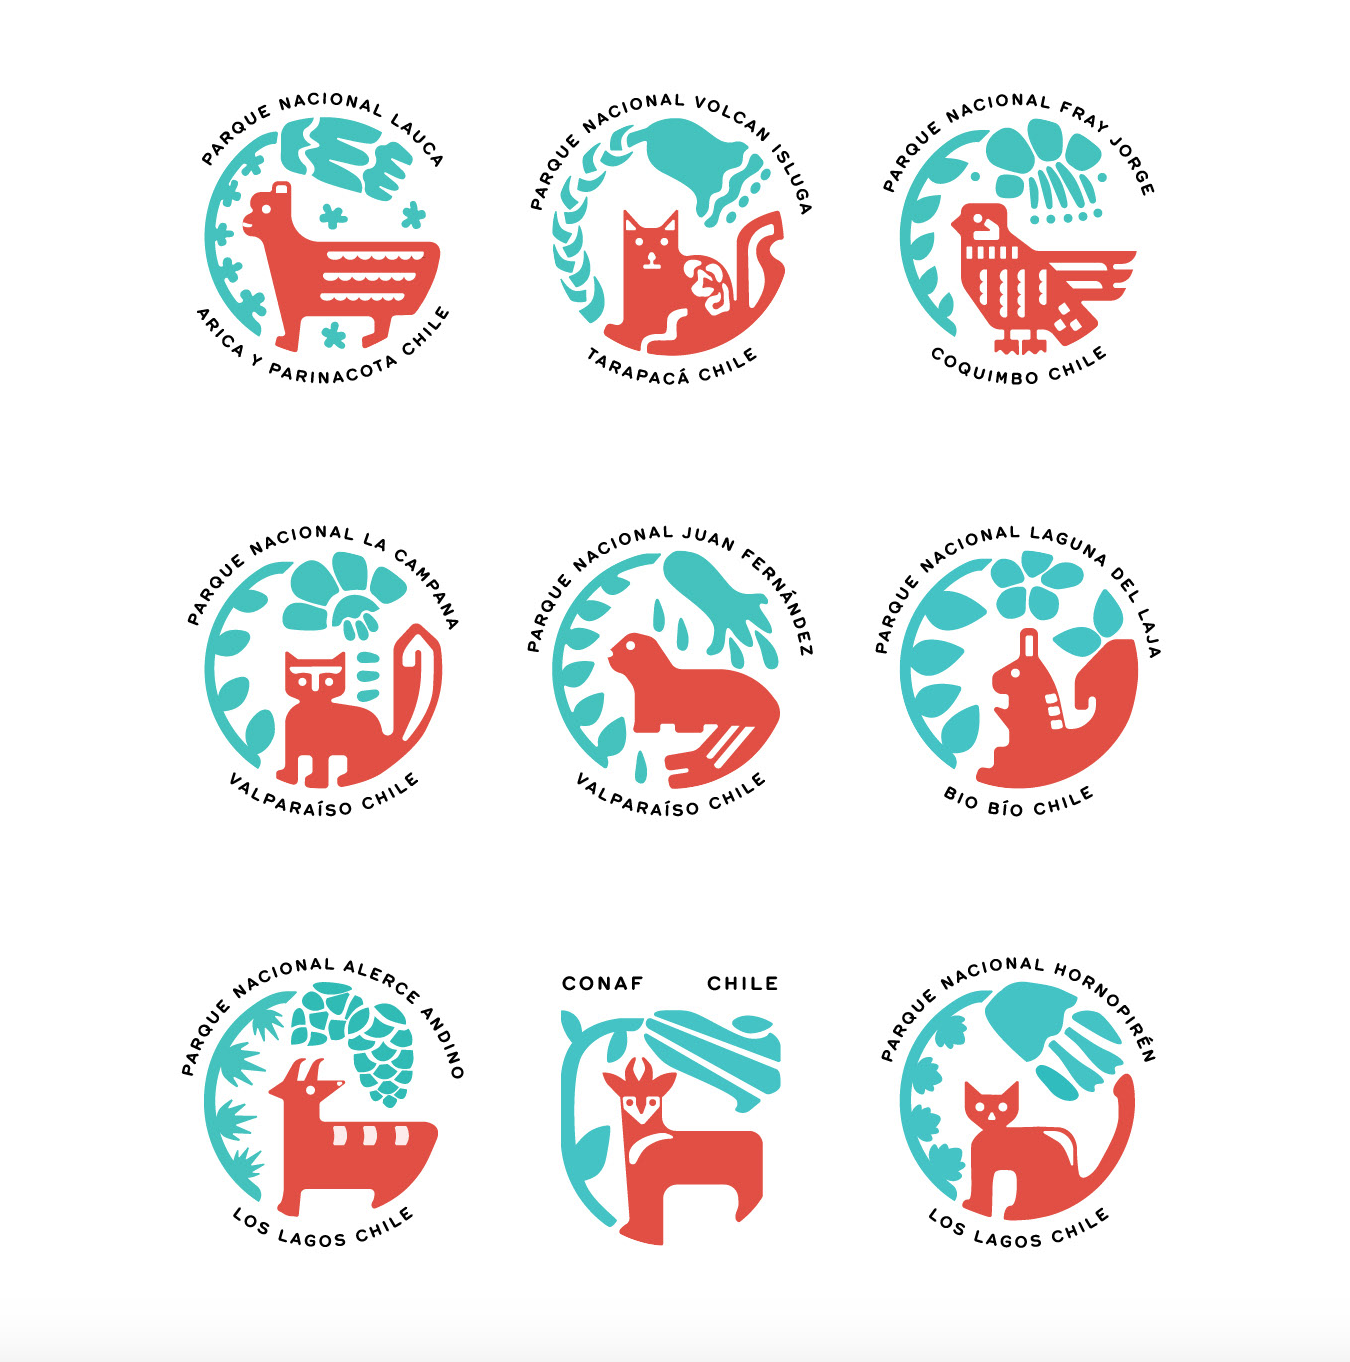 PARQUE NACIONAL LAUCA
ARICA Y PARINACOTA CHILE
PARQUE NACIONAL VOLCAN ISLUGA
TARAPACÁ CHILE
PARQUE NACIONAL FRAY JORGE
COQUIMBO CHILE
PARQUE NACIONAL LA CAMPANA
VALPARAÍSO CHILE
PARQUE NACIONAL JUAN FERNÁNDEZ
VALPARAÍSO CHILE
PARQUE NACIONAL LAGUNA DEL LAJA
BIO BÍO CHILE
PARQUE NACIONAL ALERCE ANDINO
LOS LAGOS CHILE
CONAF CHILE
PARQUE NACIONAL HORNOPIRÉN
LOS LAGOS CHILE